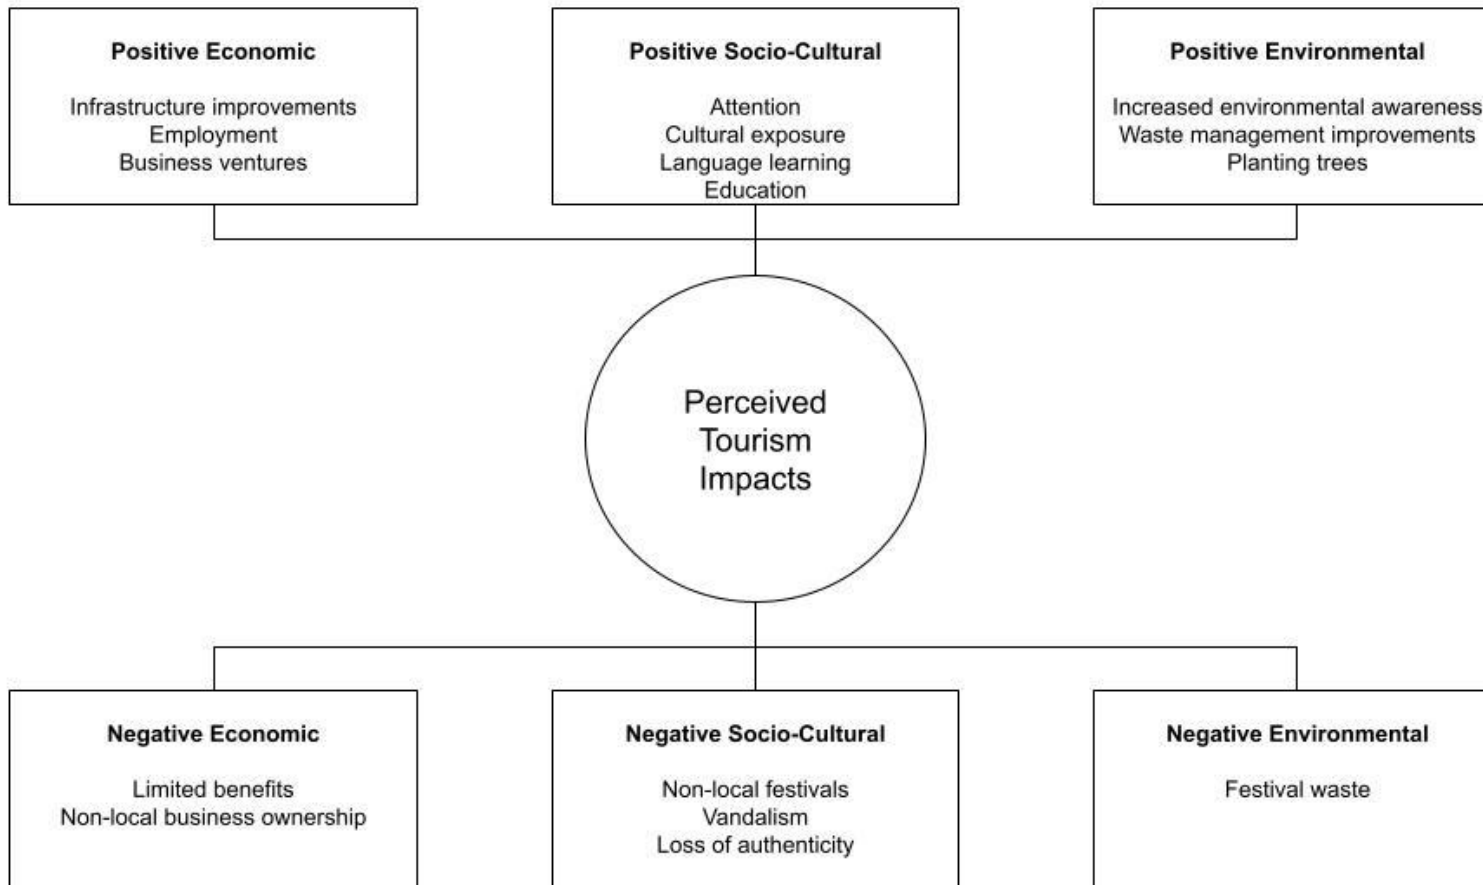 Positive Economic
Infrastructure improvements
Employment
Business ventures
Positive Socio-Cultural
Attention
Cultural exposure
Language learning
Education
Positive Environmental
Increased environmental awareness
Waste management improvements
Planting trees
Perceived
Tourism
Impacts
Negative Economic
Limited benefits
Non-local business ownership
Negative Socio-Cultural
Non-local festivals
Vandalism
Loss of authenticity
Negative Environmental
Festival waste